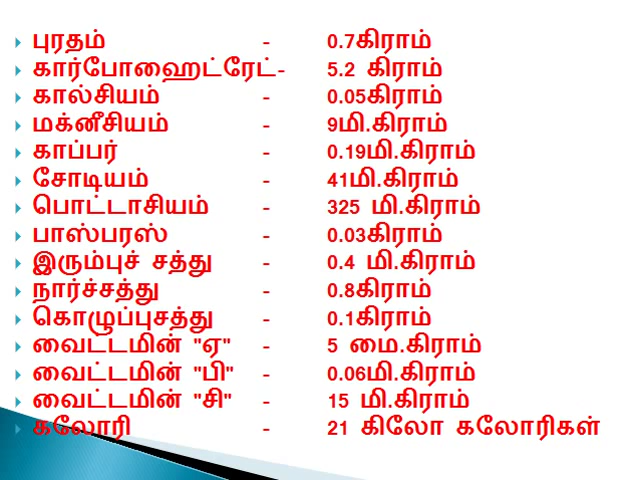 புரதம் - 0.7கிராம்
கார்போஹைட்ரேட்- 5.2 கிராம்
கால்சியம் - 0.05கிராம்
மக்னீசியம் - 9மி.கிராம்
காப்பர் - 0.19மி.கிராம்
சோடியம் - 41மி.கிராம்
பொட்டாசியம் - 325 மி.கிராம்
பாஸ்பரஸ் - 0.03கிராம்
இரும்புச் சத்து - 0.4 மி.கிராம்
நார்ச்சத்து - 0.8கிராம்
கொழுப்புசத்து - 0.1கிராம்
வைட்டமின் "ஏ" - 5 மை.கிராம்
வைட்டமின் "பி" - 0.06மி.கிராம்
வைட்டமின் "சி" - 15 மி.கிராம்
கலோரி - 21 கிலோ கலோரிகள்